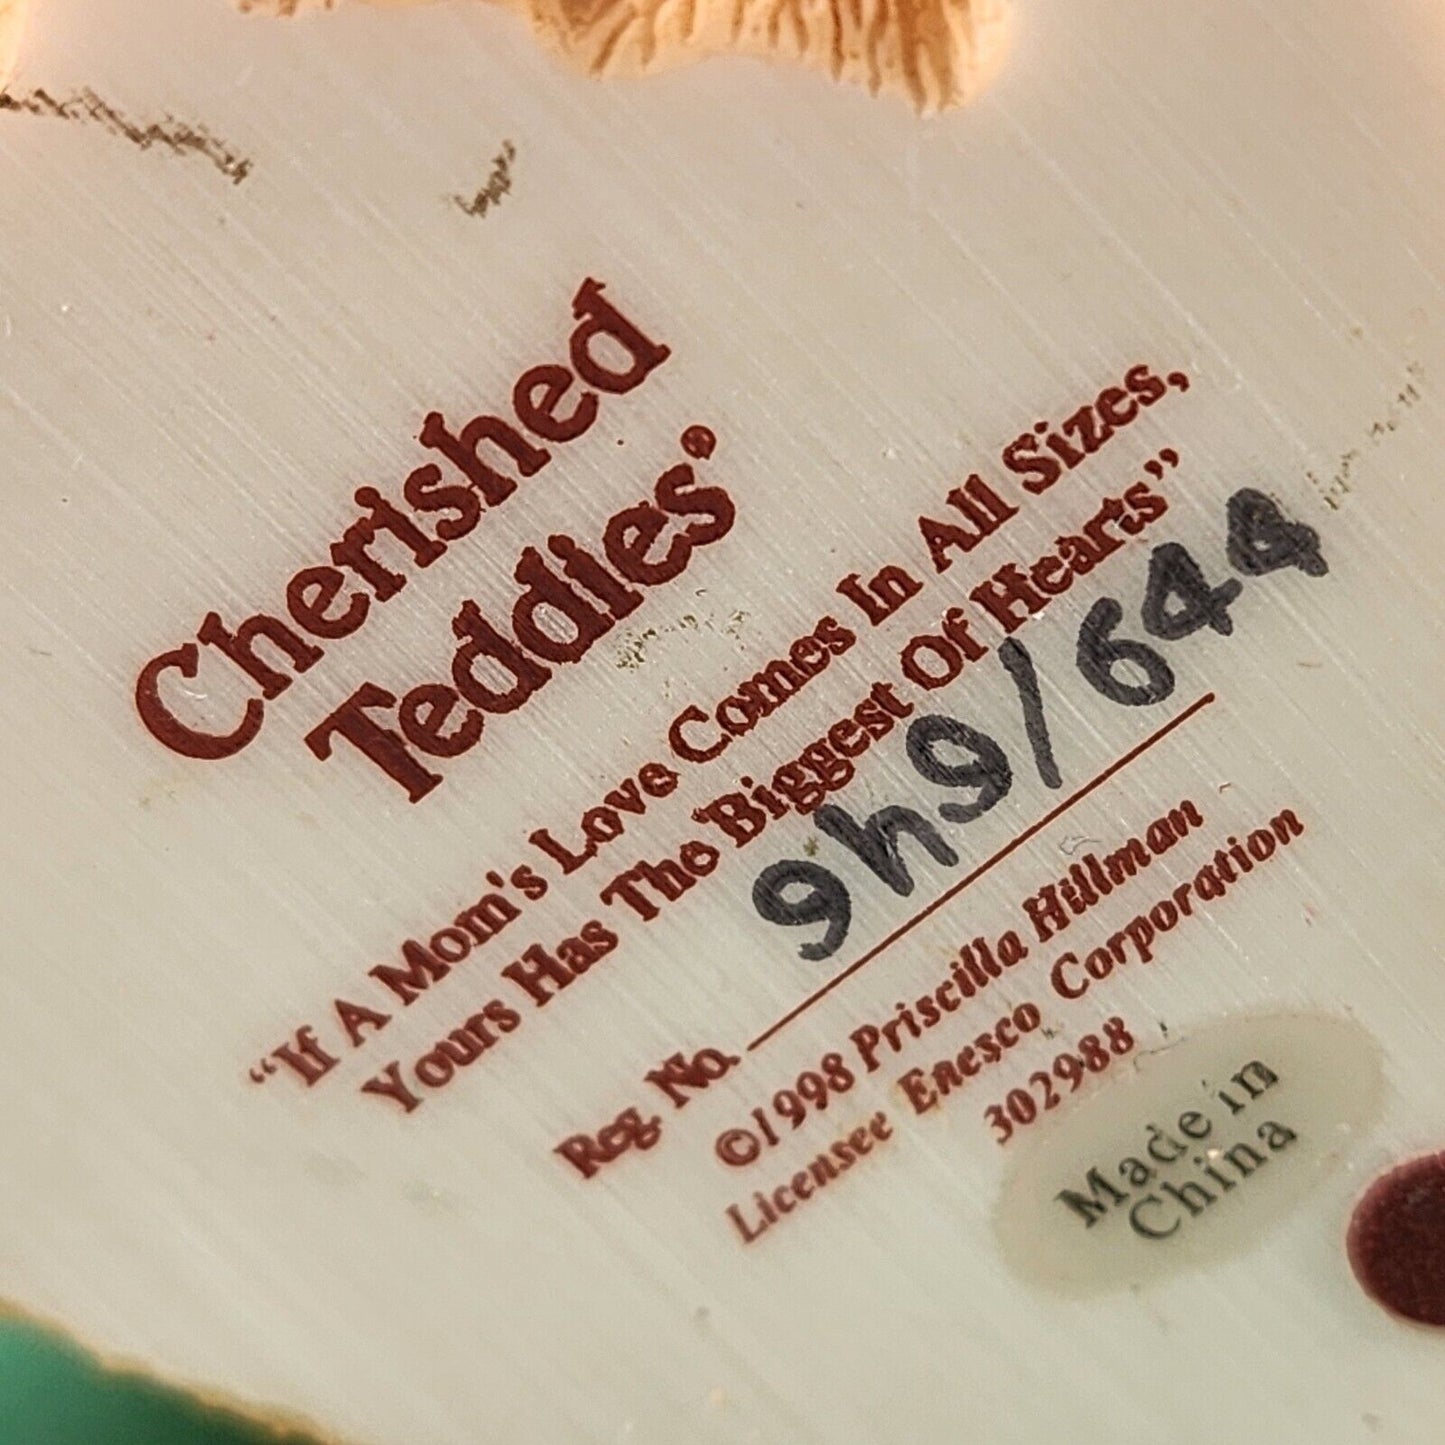 Cherished
Teddies®
"If A Mom's Love Comes In All Sizes,
Yours Has The Biggest Of Hearts"
Reg. No. 9h9/644
©1998 Priscilla Hillman
Licensee Enesco Corporation
302988
Made in
China